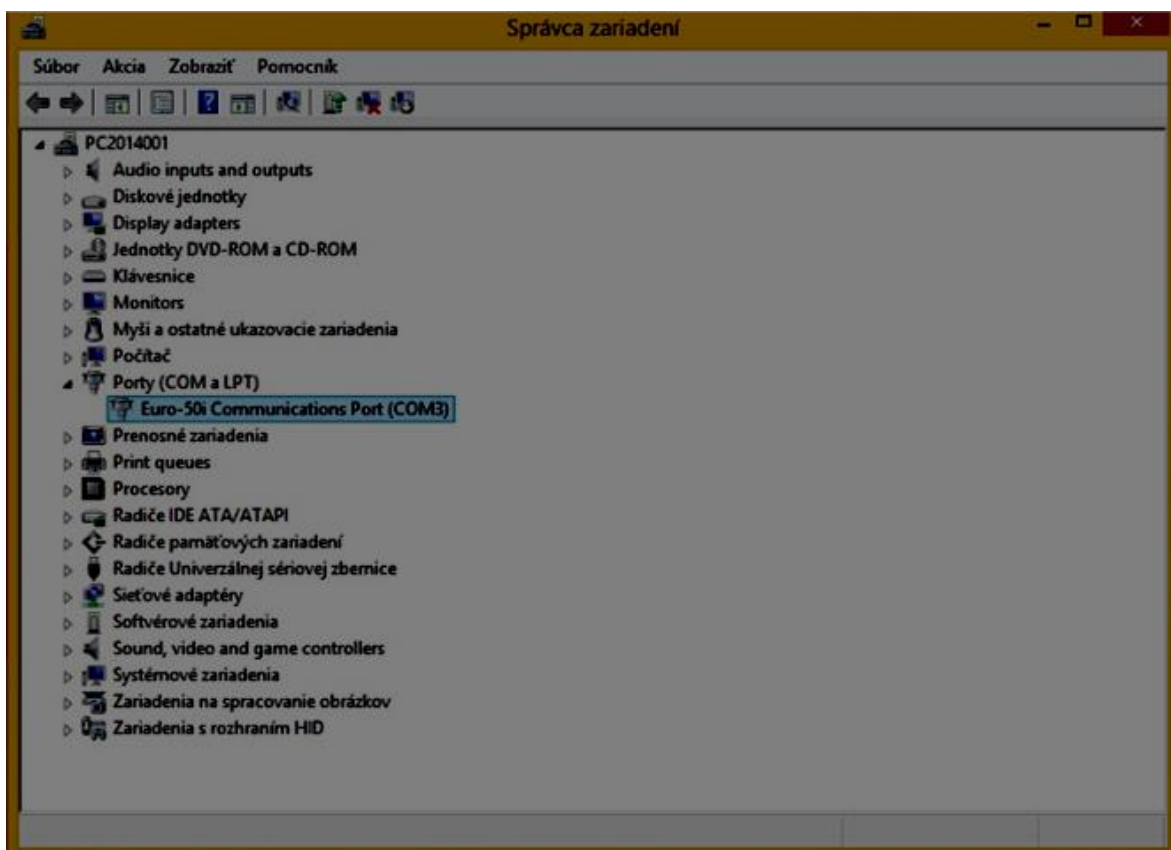 Správca zariadení
Súbor Akcia Zobraziť Pomocník
PC2014001
Audio inputs and outputs
Diskové jednotky
Display adapters
Jednotky DVD-ROM a CD-ROM
Klávesnice
Monitors
Myši a ostatné ukazovacie zariadenia
Počítač
Porty (COM a LPT)
Euro-50i Communications Port (COM3)
Prenosné zariadenia
Print queues
Procesory
Radiče IDE ATA/ATAPI
Radiče pamäťových zariadení
Radiče Univerzálnej sériovej zbernice
Sieťové adaptéry
Softvérové zariadenia
Sound, video and game controllers
Systémové zariadenia
Zariadenia na spracovanie obrázkov
Zariadenia s rozhraním HID